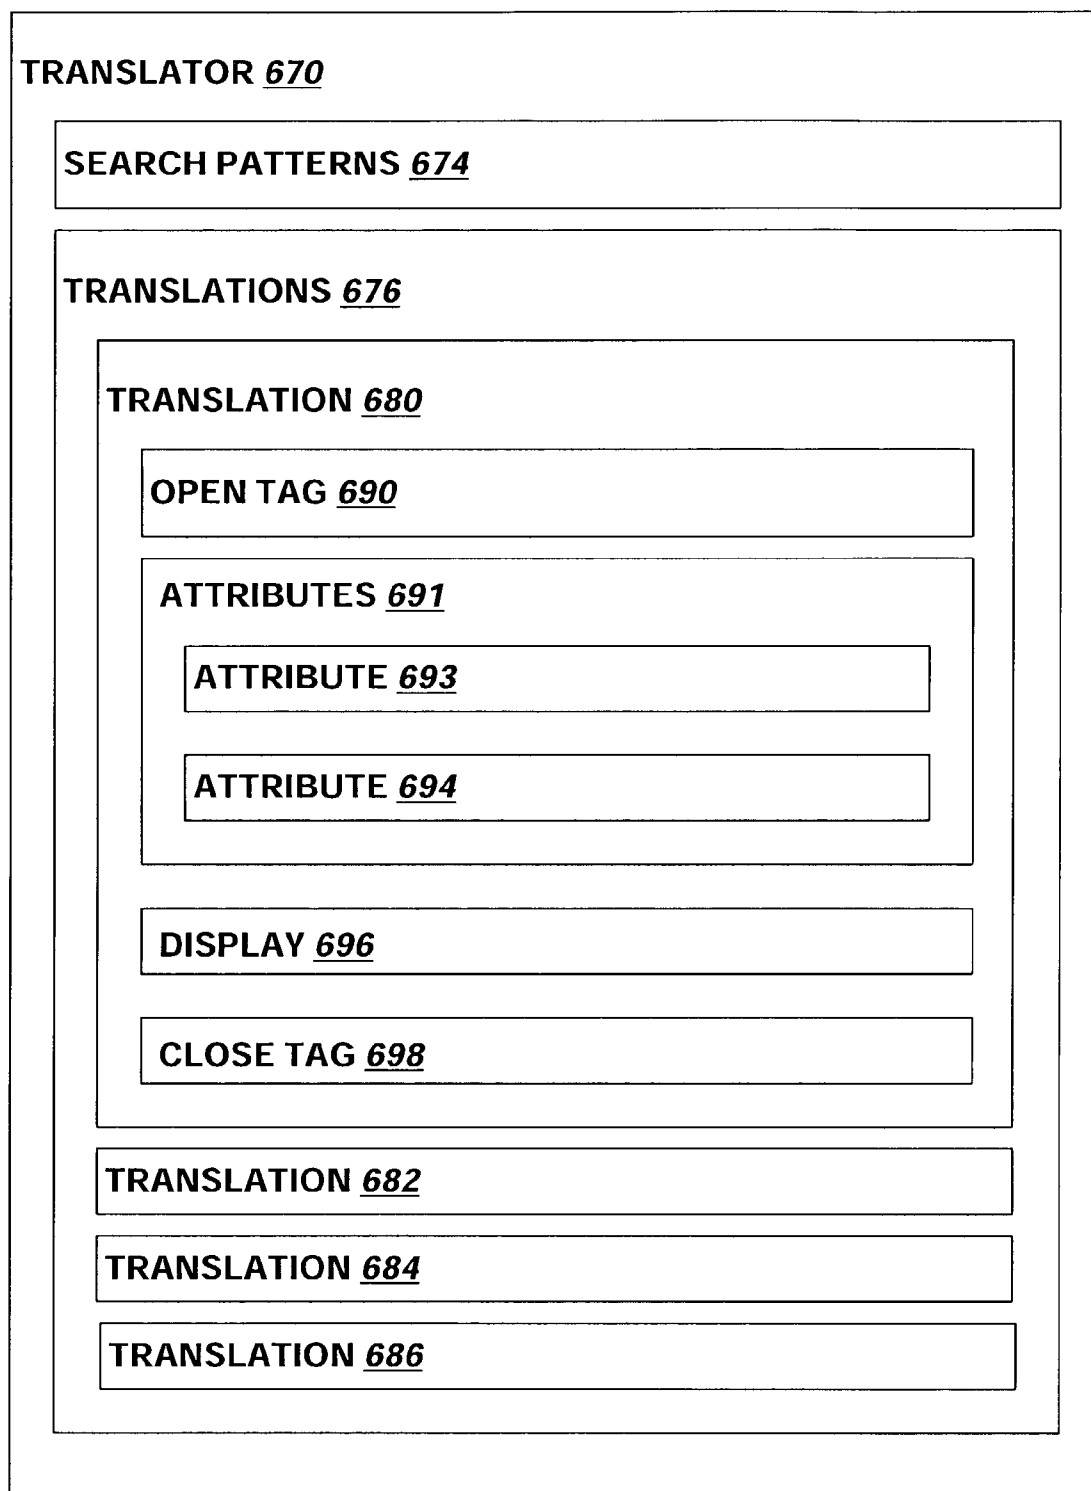 TRANSLATOR 670
SEARCH PATTERNS 674
TRANSLATIONS 676
TRANSLATION 680
OPEN TAG 690
ATTRIBUTES 691
ATTRIBUTE 693
ATTRIBUTE 694
DISPLAY 696
CLOSE TAG 698
TRANSLATION 682
TRANSLATION 684
TRANSLATION 686